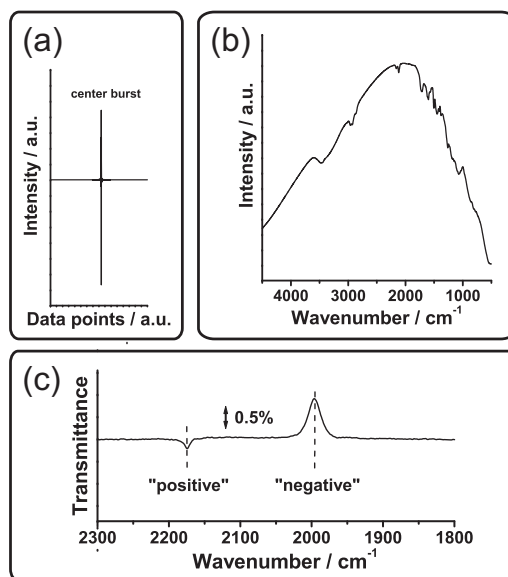 (a)
center burst
Intensity / a.u.
Data points / a.u.
(b)
Intensity / a.u.
4000 3000 2000 1000
Wavenumber / cm⁻¹
(c)
Transmittance
0.5%
"positive" "negative"
2300 2200 2100 2000 1900 1800
Wavenumber / cm⁻¹